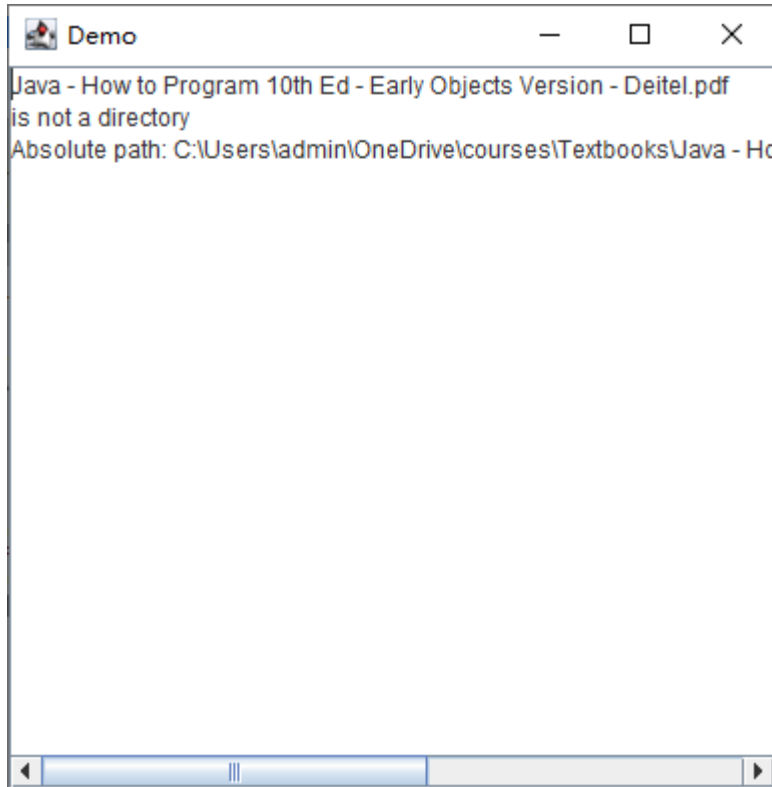 Demo
Java - How to Program 10th Ed - Early Objects Version - Deitel.pdf
is not a directory
Absolute path: C:\Users\admin\OneDrive\courses\Textbooks\Java - Ho